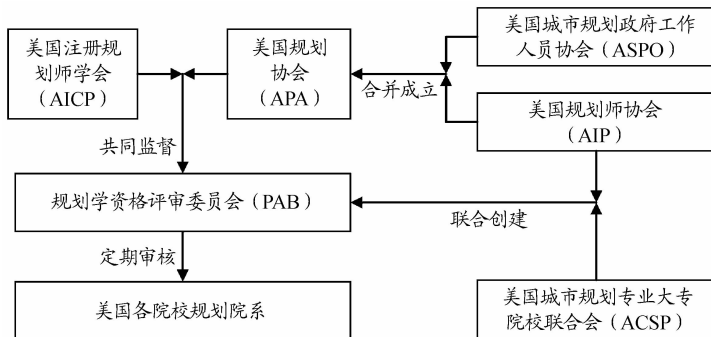 美国注册规
划师学会
（AICP）
美国规划
协会
（APA）
合并成立
美国城市规划政府工作
人员协会（ASPO）
美国规划师协会
（AIP）
共同监督
规划学资格评审委员会（PAB）
联合创建
定期审核
美国各院校规划院系
美国城市规划专业大专
院校联合会（ACSP）